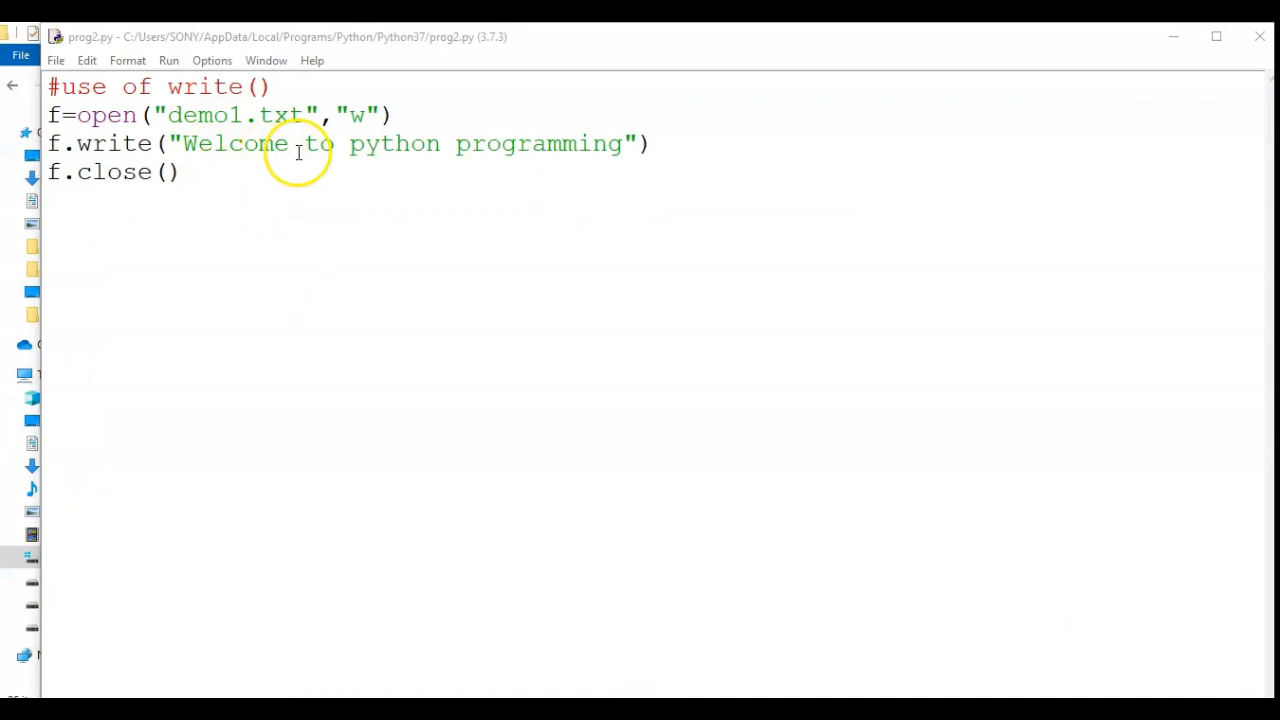 prog2.py - C:/Users/SONY/AppData/Local/Programs/Python/Python37/prog2.py (3.7.3)
File
File Edit Format Run Options Window Help
#use of write()
f=open("demo1.txt","w")
f.write("Welcome to python programming")
f.close()